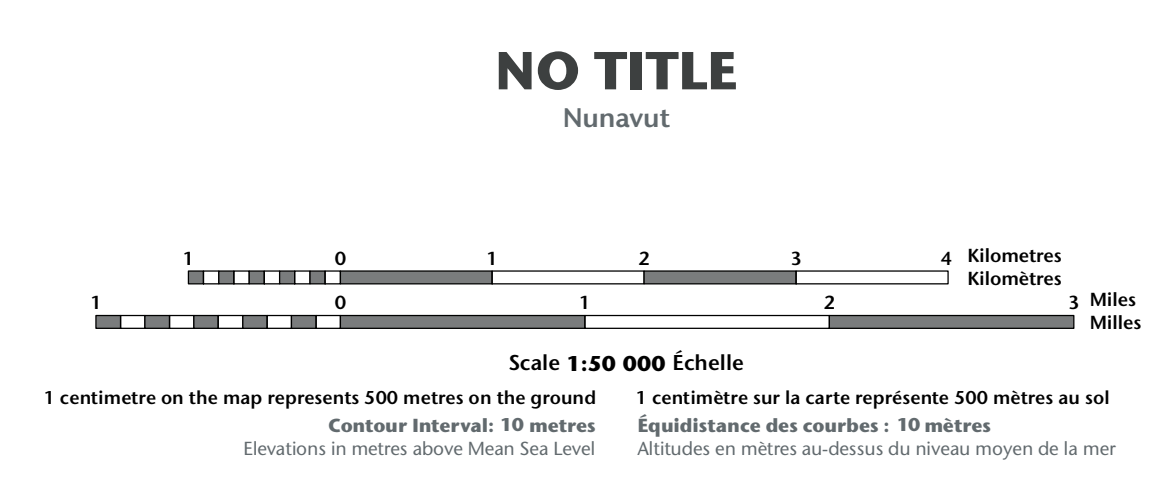 NO TITLE
Nunavut
1 0 1 2 3 4 Kilometres
Kilomètres
1 0 1 2 3 Miles
Milles
Scale 1:50 000 Échelle
1 centimetre on the map represents 500 metres on the ground
1 centimètre sur la carte représente 500 mètres au sol
Contour Interval: 10 metres
Équidistance des courbes : 10 mètres
Elevations in metres above Mean Sea Level
Altitudes en mètres au-dessus du niveau moyen de la mer